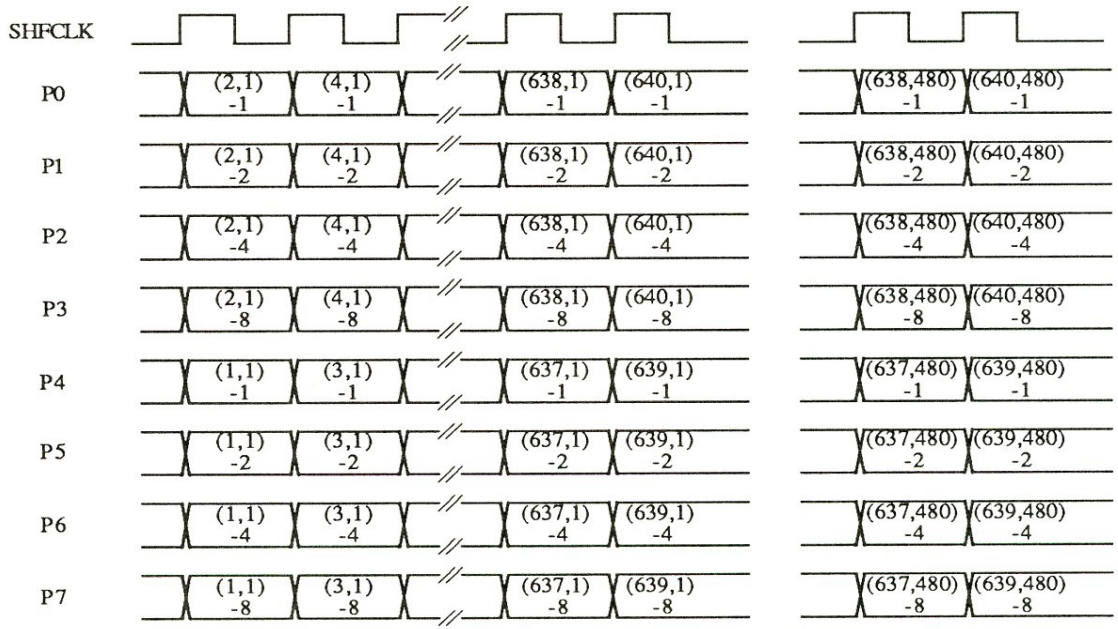 SHFCLK
P0 (2,1) (4,1) (638,1) (640,1) (638,480) (640,480)
-1 -1 -1 -1 -1 -1
P1 (2,1) (4,1) (638,1) (640,1) (638,480) (640,480)
-2 -2 -2 -2 -2 -2
P2 (2,1) (4,1) (638,1) (640,1) (638,480) (640,480)
-4 -4 -4 -4 -4 -4
P3 (2,1) (4,1) (638,1) (640,1) (638,480) (640,480)
-8 -8 -8 -8 -8 -8
P4 (1,1) (3,1) (637,1) (639,1) (637,480) (639,480)
-1 -1 -1 -1 -1 -1
P5 (1,1) (3,1) (637,1) (639,1) (637,480) (639,480)
-2 -2 -2 -2 -2 -2
P6 (1,1) (3,1) (637,1) (639,1) (637,480) (639,480)
-4 -4 -4 -4 -4 -4
P7 (1,1) (3,1) (637,1) (639,1) (637,480) (639,480)
-8 -8 -8 -8 -8 -8